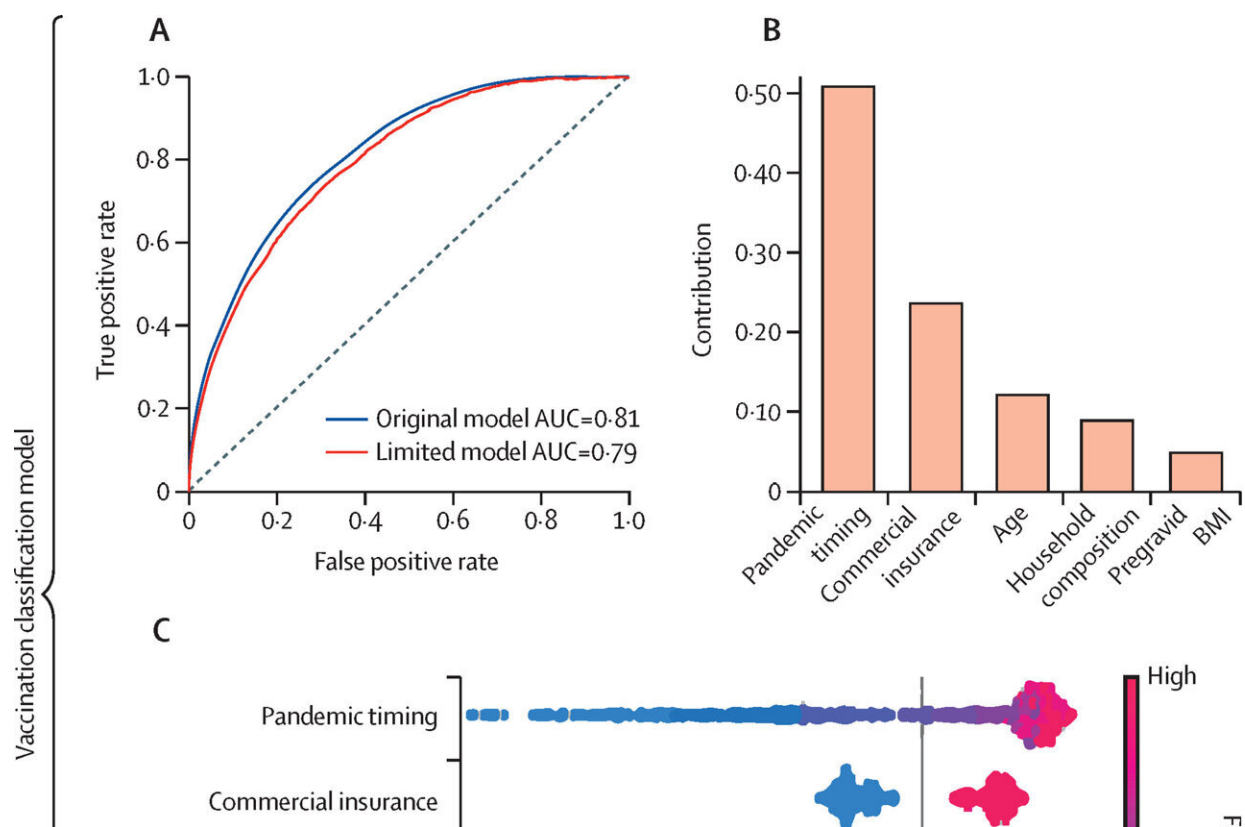 Vaccination classification model
A
True positive rate
1·0
0·8
0·6
0·4
0·2
0
Original model AUC=0·81
Limited model AUC=0·79
0
0·2
0·4
0·6
0·8
1·0
False positive rate
B
Contribution
0·50
0·40
0·30
0·20
0·10
0
Pandemic
timing
Commercial
insurance
Age
Household
composition
Pregravid
BMI
C
Pandemic timing
Commercial insurance
High
F